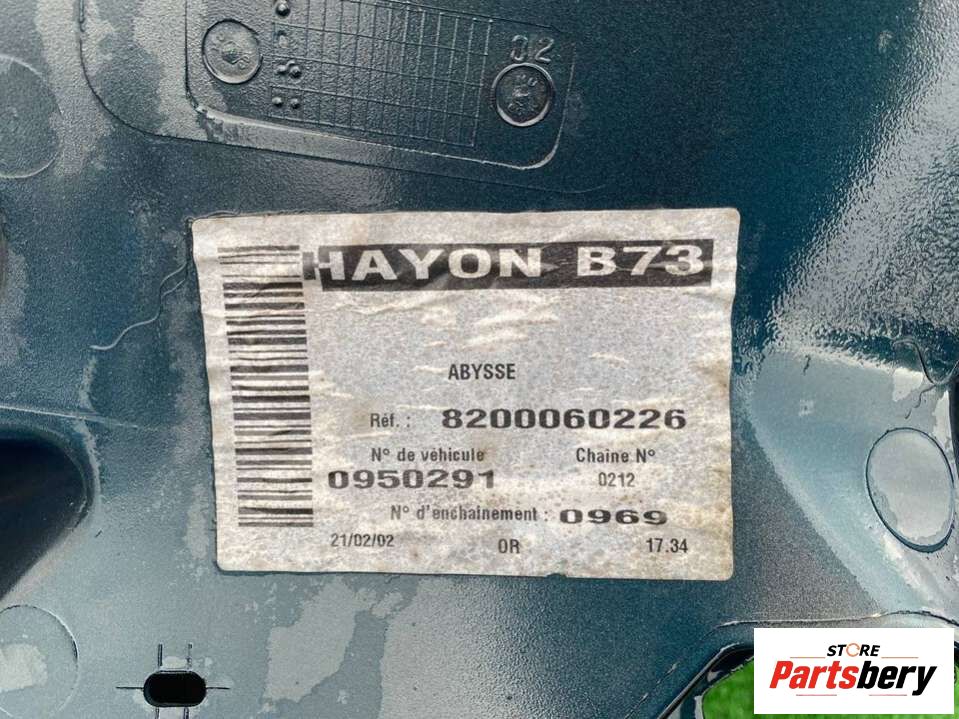 02
HAYON B73
ABYSSE
Réf. : 8200060226
N° de véhicule Chaine N°
0950291 0212
N° d'enchainement : 0969
21/02/02 OR 17.34
STORE
Partsbery